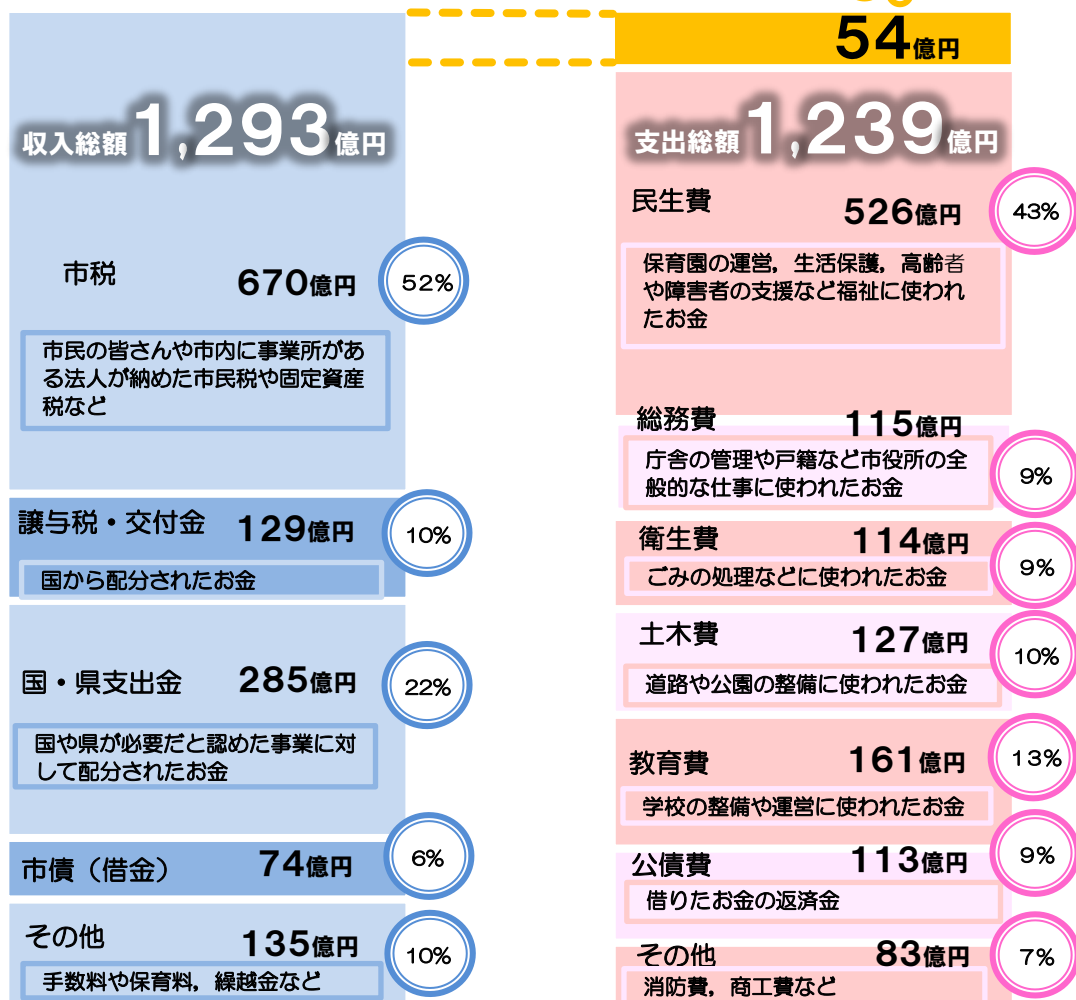 54億円
収入総額1,293億円
市税 670億円 52%
市民の皆さんや市内に事業所があ
る法人が納めた市民税や固定資産
税など
譲与税・交付金 129億円 10%
国から配分されたお金
国・県支出金 285億円 22%
国や県が必要だと認めた事業に対
して配分されたお金
市債（借金） 74億円 6%
その他 135億円 10%
手数料や保育料，繰越金など
支出総額1,239億円
民生費 526億円 43%
保育園の運営，生活保護，高齢者
や障害者の支援など福祉に使われ
たお金
総務費 115億円 9%
庁舎の管理や戸籍など市役所の全
般的な仕事に使われたお金
衛生費 114億円 9%
ごみの処理などに使われたお金
土木費 127億円 10%
道路や公園の整備に使われたお金
教育費 161億円 13%
学校の整備や運営に使われたお金
公債費 113億円 9%
借りたお金の返済金
その他 83億円 7%
消防費，商工費など